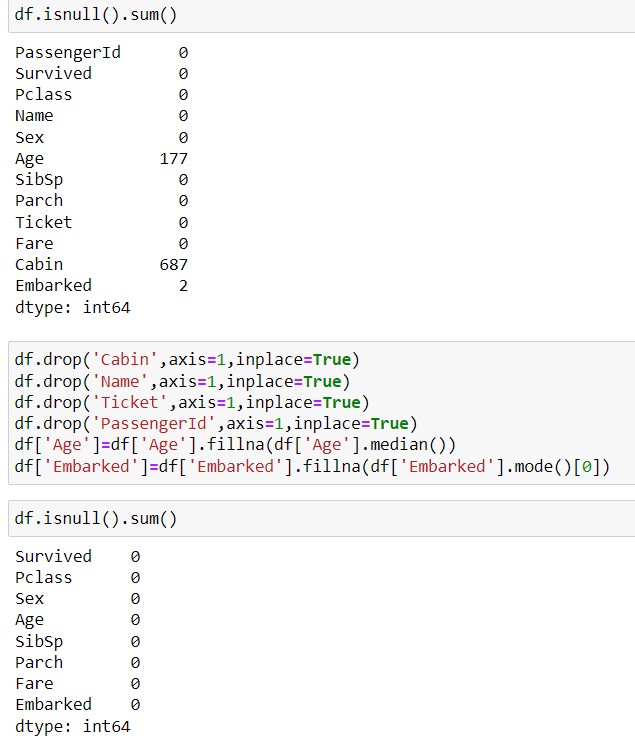 df.isnull().sum()
PassengerId 0
Survived 0
Pclass 0
Name 0
Sex 0
Age 177
SibSp 0
Parch 0
Ticket 0
Fare 0
Cabin 687
Embarked 2
dtype: int64
df.drop('Cabin',axis=1,inplace=True)
df.drop('Name',axis=1,inplace=True)
df.drop('Ticket',axis=1,inplace=True)
df.drop('PassengerId',axis=1,inplace=True)
df['Age']=df['Age'].fillna(df['Age'].median())
df['Embarked']=df['Embarked'].fillna(df['Embarked'].mode()[0])
df.isnull().sum()
Survived 0
Pclass 0
Sex 0
Age 0
SibSp 0
Parch 0
Fare 0
Embarked 0
dtype: int64